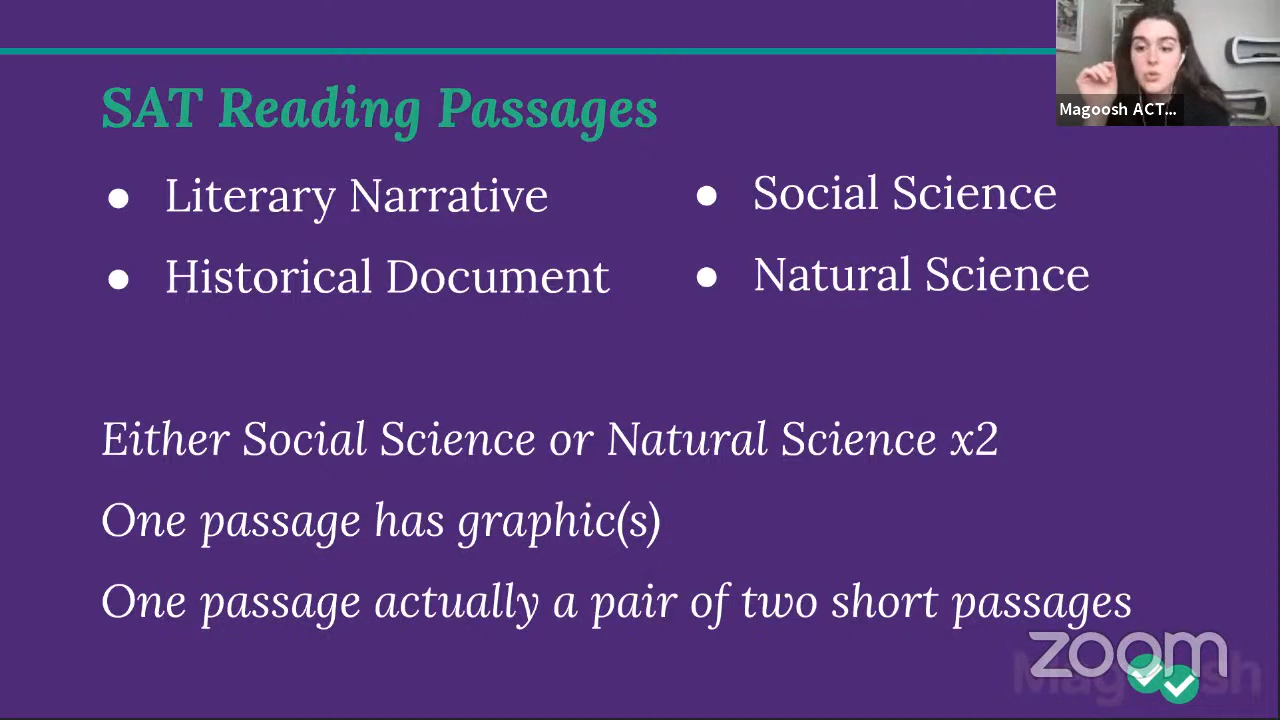 SAT Reading Passages
● Literary Narrative
● Historical Document
● Social Science
● Natural Science
Either Social Science or Natural Science x2
One passage has graphic(s)
One passage actually a pair of two short passages
Magoosh ACT...
zoom
Magoosh